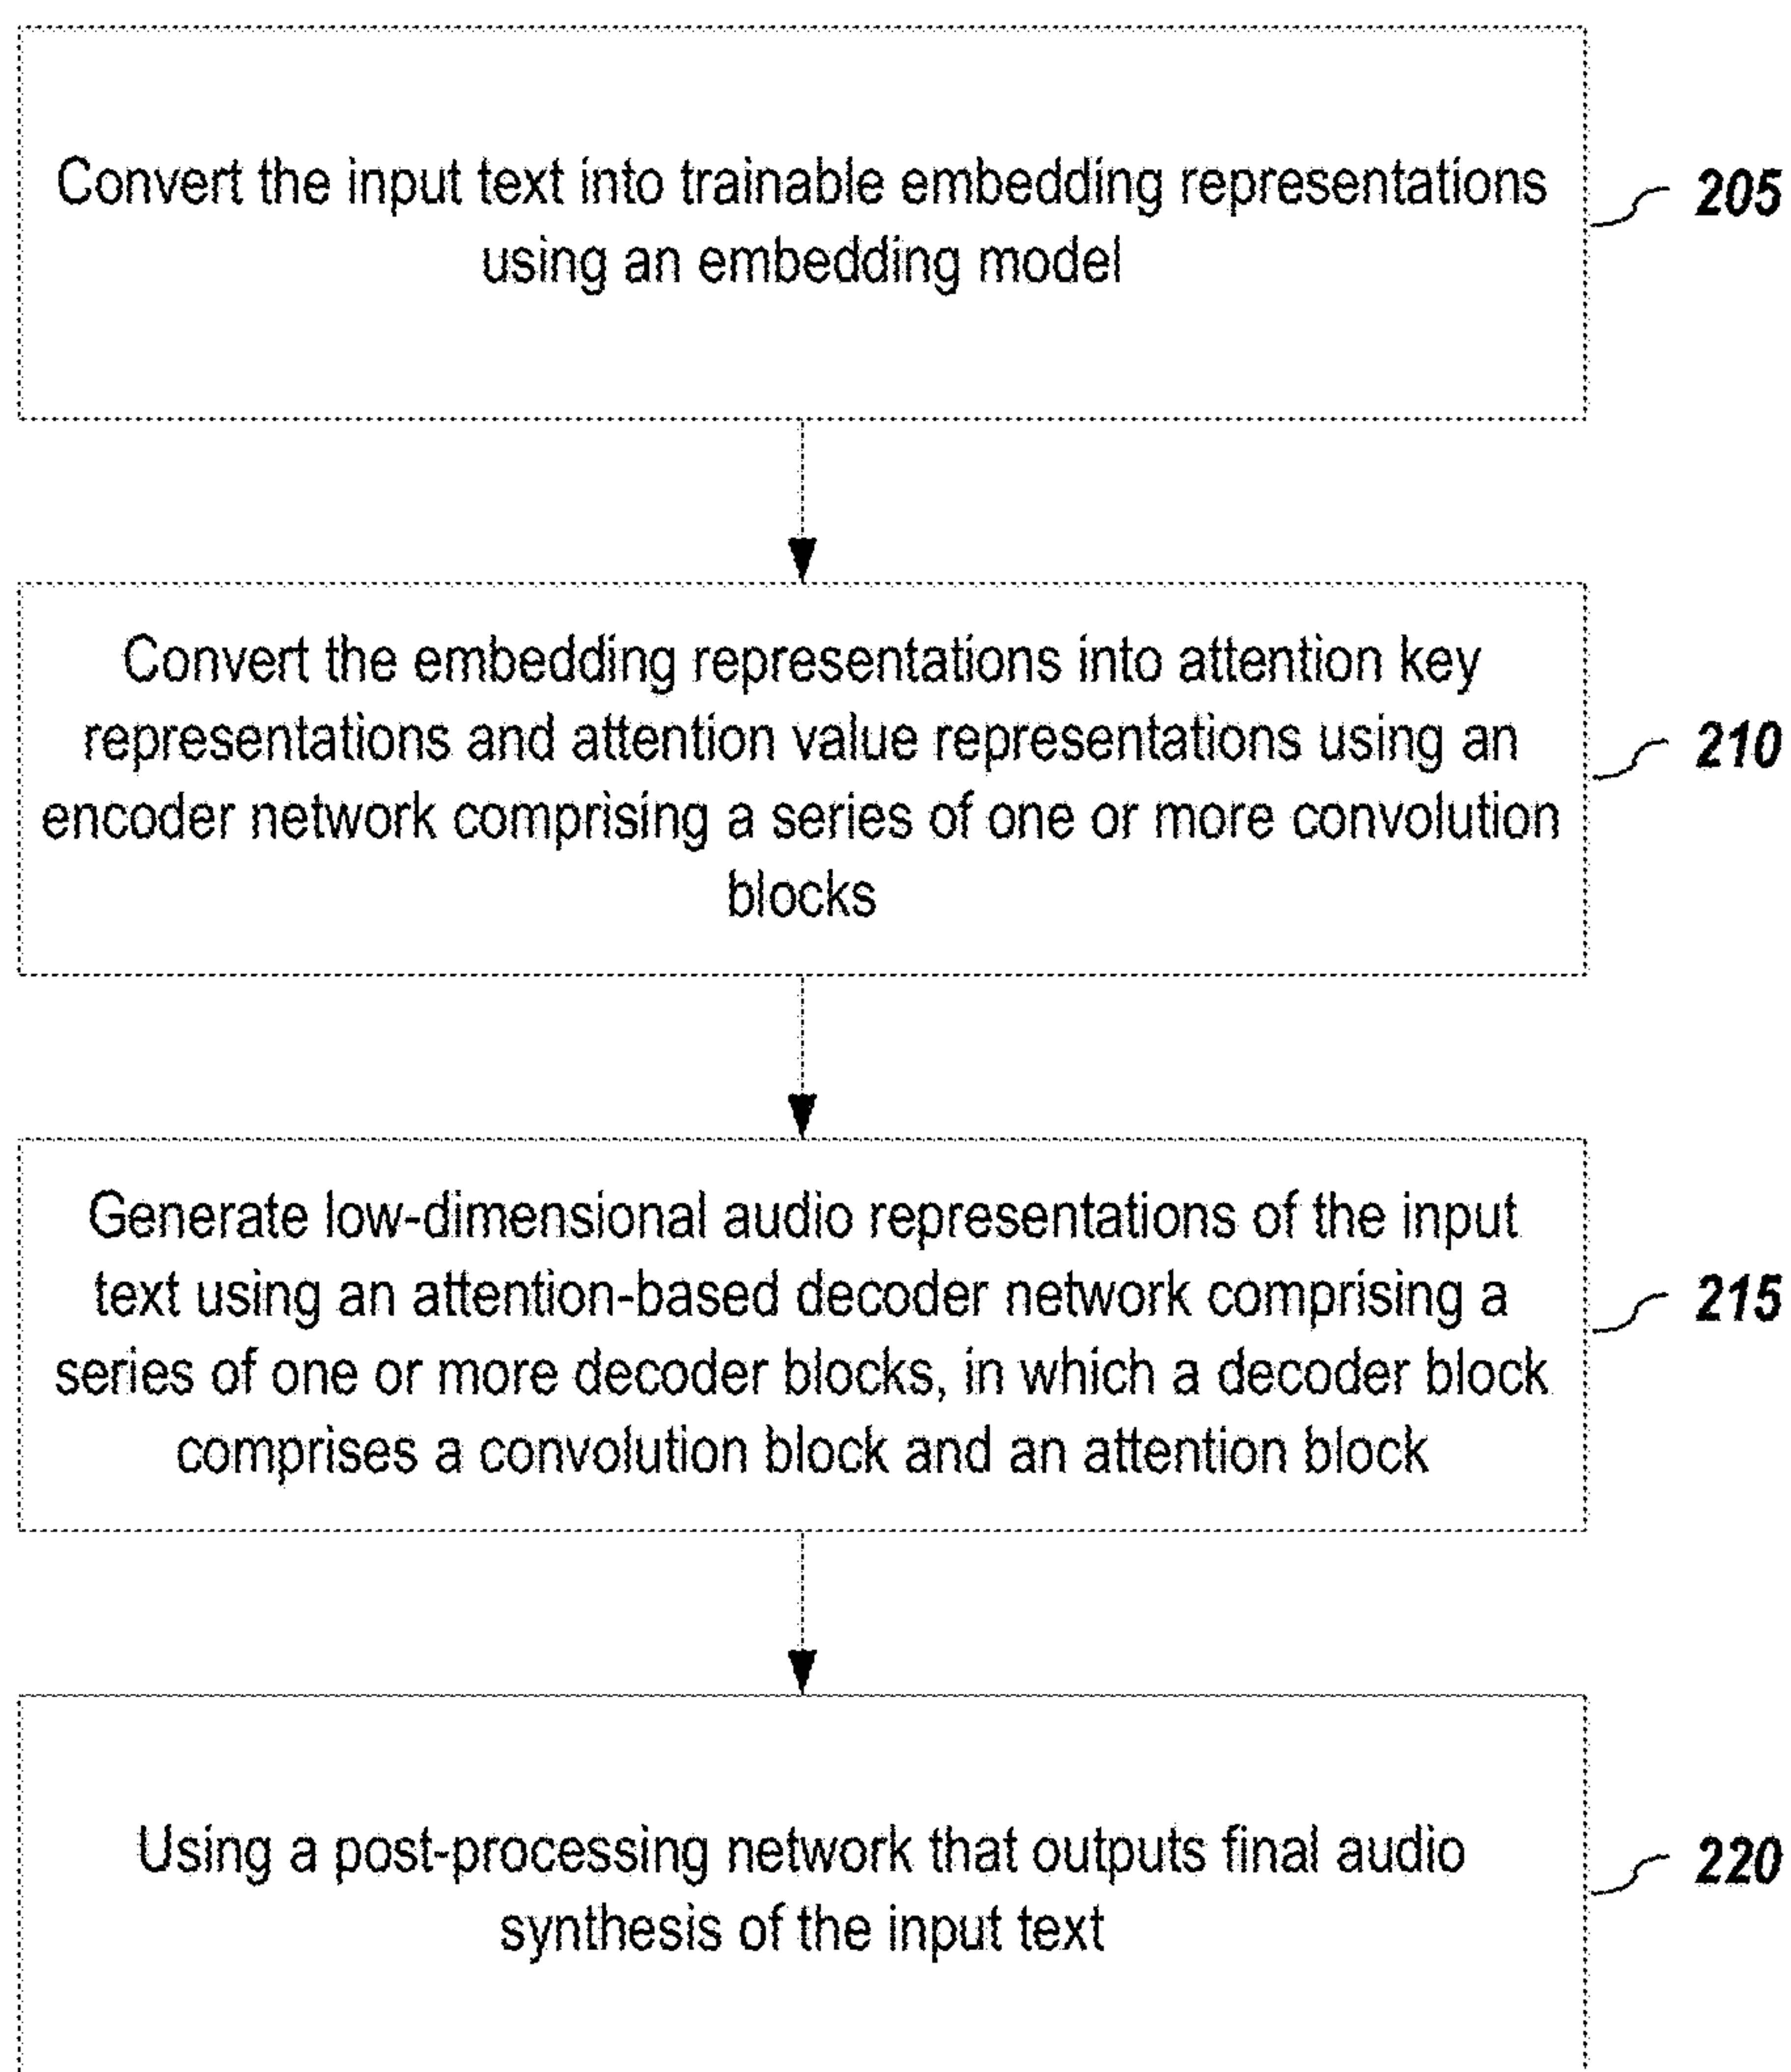 Convert the input text into trainable embedding representations
using an embedding model
205
Convert the embedding representations into attention key
representations and attention value representations using an
encoder network comprising a series of one or more convolution
blocks
210
Generate low-dimensional audio representations of the input
text using an attention-based decoder network comprising a
series of one or more decoder blocks, in which a decoder block
comprises a convolution block and an attention block
215
Using a post-processing network that outputs final audio
synthesis of the input text
220